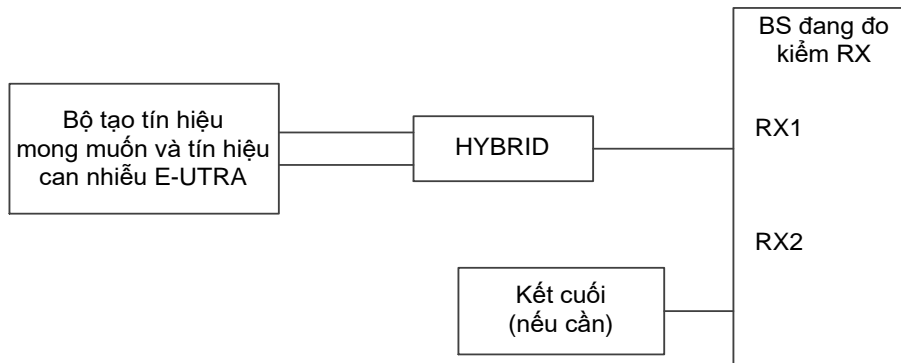 BS đang đo
kiểm RX
Bộ tạo tín hiệu
mong muốn và tín hiệu
can nhiễu E-UTRA
HYBRID
RX1
RX2
Kết cuối
(nếu cần)